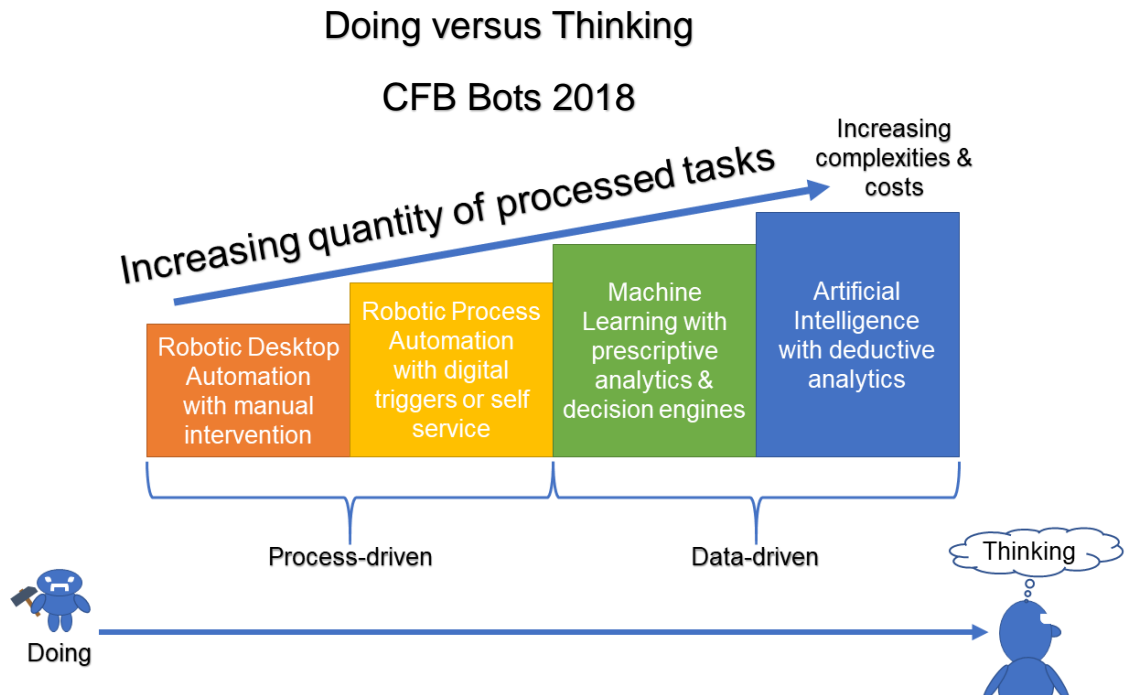 Doing versus Thinking
CFB Bots 2018
Increasing
complexities &
costs
Increasing quantity of processed tasks
Robotic Desktop
Automation
with manual
intervention
Robotic Process
Automation
with digital
triggers or self
service
Machine
Learning with
prescriptive
analytics &
decision engines
Artificial
Intelligence
with deductive
analytics
Process-driven
Data-driven
Thinking
Doing